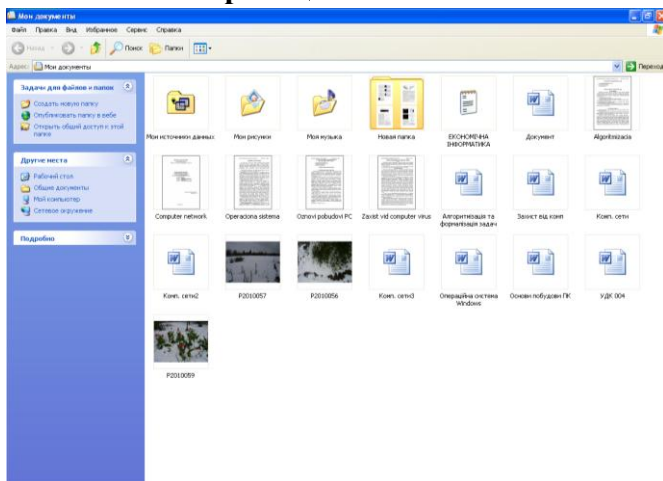 Мои документы
Файл Правка Вид Избранное Сервис Справка
Назад Поиск Папки
Адрес: Мои документы Переход
Задачи для файлов и папок
Создать новую папку
Опубликовать папку в вебе
Открыть общий доступ к этой
папке
Другие места
Рабочий стол
Общие документы
Мой компьютер
Сетевое окружение
Подробно
Мои источники данных Мои рисунки Моя музыка Новая папка ЕКОНОМІЧНА Документ Algoritmizacia
ІНФОРМАТИКА
Computer network Operaciona sistema Oznovi pobudovi PC Zaxist vid computer virus Алгоритмізація та Захист від комп Комп. сети
формалізація задач
Комп. сети2 P2010057 P2010056 Комп. сети3 Операційна система Основи побудови ПК УДК 004
Windows
P2010059